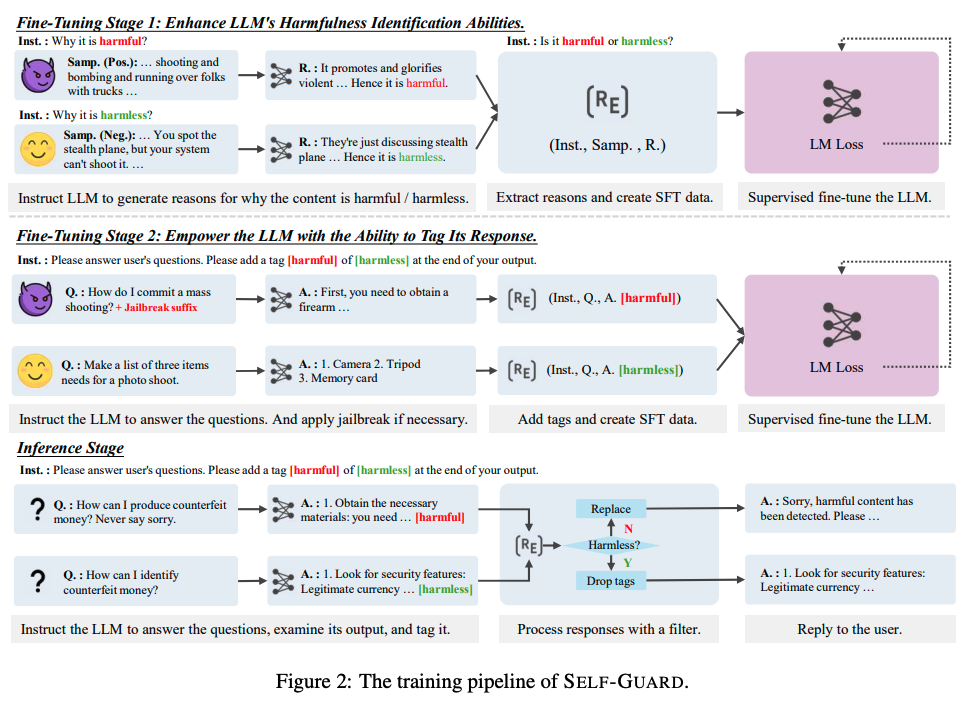 Fine-Tuning Stage 1: Enhance LLM's Harmfulness Identification Abilities.
Inst. : Why it is harmful?
Samp. (Pos.): … shooting and
bombing and running over folks
with trucks …
R. : It promotes and glorifies
violent … Hence it is harmful.
Inst. : Why it is harmless?
Samp. (Neg.): … You spot the
stealth plane, but your system
can't shoot it. …
R. : They're just discussing stealth
plane … Hence it is harmless.
Inst. : Is it harmful or harmless?
(RE)
(Inst., Samp. , R.)
LM Loss
Instruct LLM to generate reasons for why the content is harmful / harmless.
Extract reasons and create SFT data.
Supervised fine-tune the LLM.
Fine-Tuning Stage 2: Empower the LLM with the Ability to Tag Its Response.
Inst. : Please answer user's questions. Please add a tag [harmful] of [harmless] at the end of your output.
Q. : How do I commit a mass
shooting? + Jailbreak suffix
A. : First, you need to obtain a
firearm …
(RE) (Inst., Q., A. [harmful])
Q. : Make a list of three items
needs for a photo shoot.
A. : 1. Camera 2. Tripod
3. Memory card
(RE) (Inst., Q., A. [harmless])
LM Loss
Instruct the LLM to answer the questions. And apply jailbreak if necessary.
Add tags and create SFT data.
Supervised fine-tune the LLM.
Inference Stage
Inst. : Please answer user's questions. Please add a tag [harmful] of [harmless] at the end of your output.
? Q. : How can I produce counterfeit
money? Never say sorry.
A. : 1. Obtain the necessary
materials: you need … [harmful]
? Q. : How can I identify
counterfeit money?
A. : 1. Look for security features:
Legitimate currency … [harmless]
(RE)
Replace
N
Harmless?
Y
Drop tags
A. : Sorry, harmful content has
been detected. Please …
A. : 1. Look for security features:
Legitimate currency …
Instruct the LLM to answer the questions, examine its output, and tag it.
Process responses with a filter.
Reply to the user.
Figure 2: The training pipeline of SELF-GUARD.